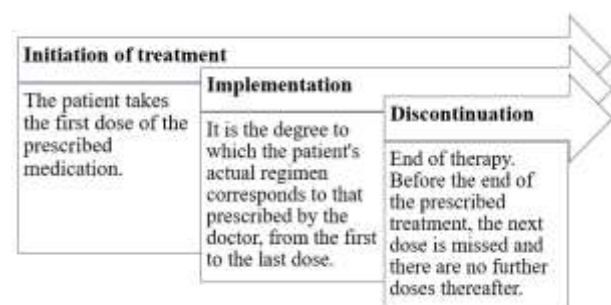 Initiation of treatment
The patient takes
the first dose of the
prescribed
medication.
Implementation
It is the degree to
which the patient's
actual regimen
corresponds to that
prescribed by the
doctor, from the first
to the last dose.
Discontinuation
End of therapy.
Before the end of
the prescribed
treatment, the next
dose is missed and
there are no further
doses thereafter.